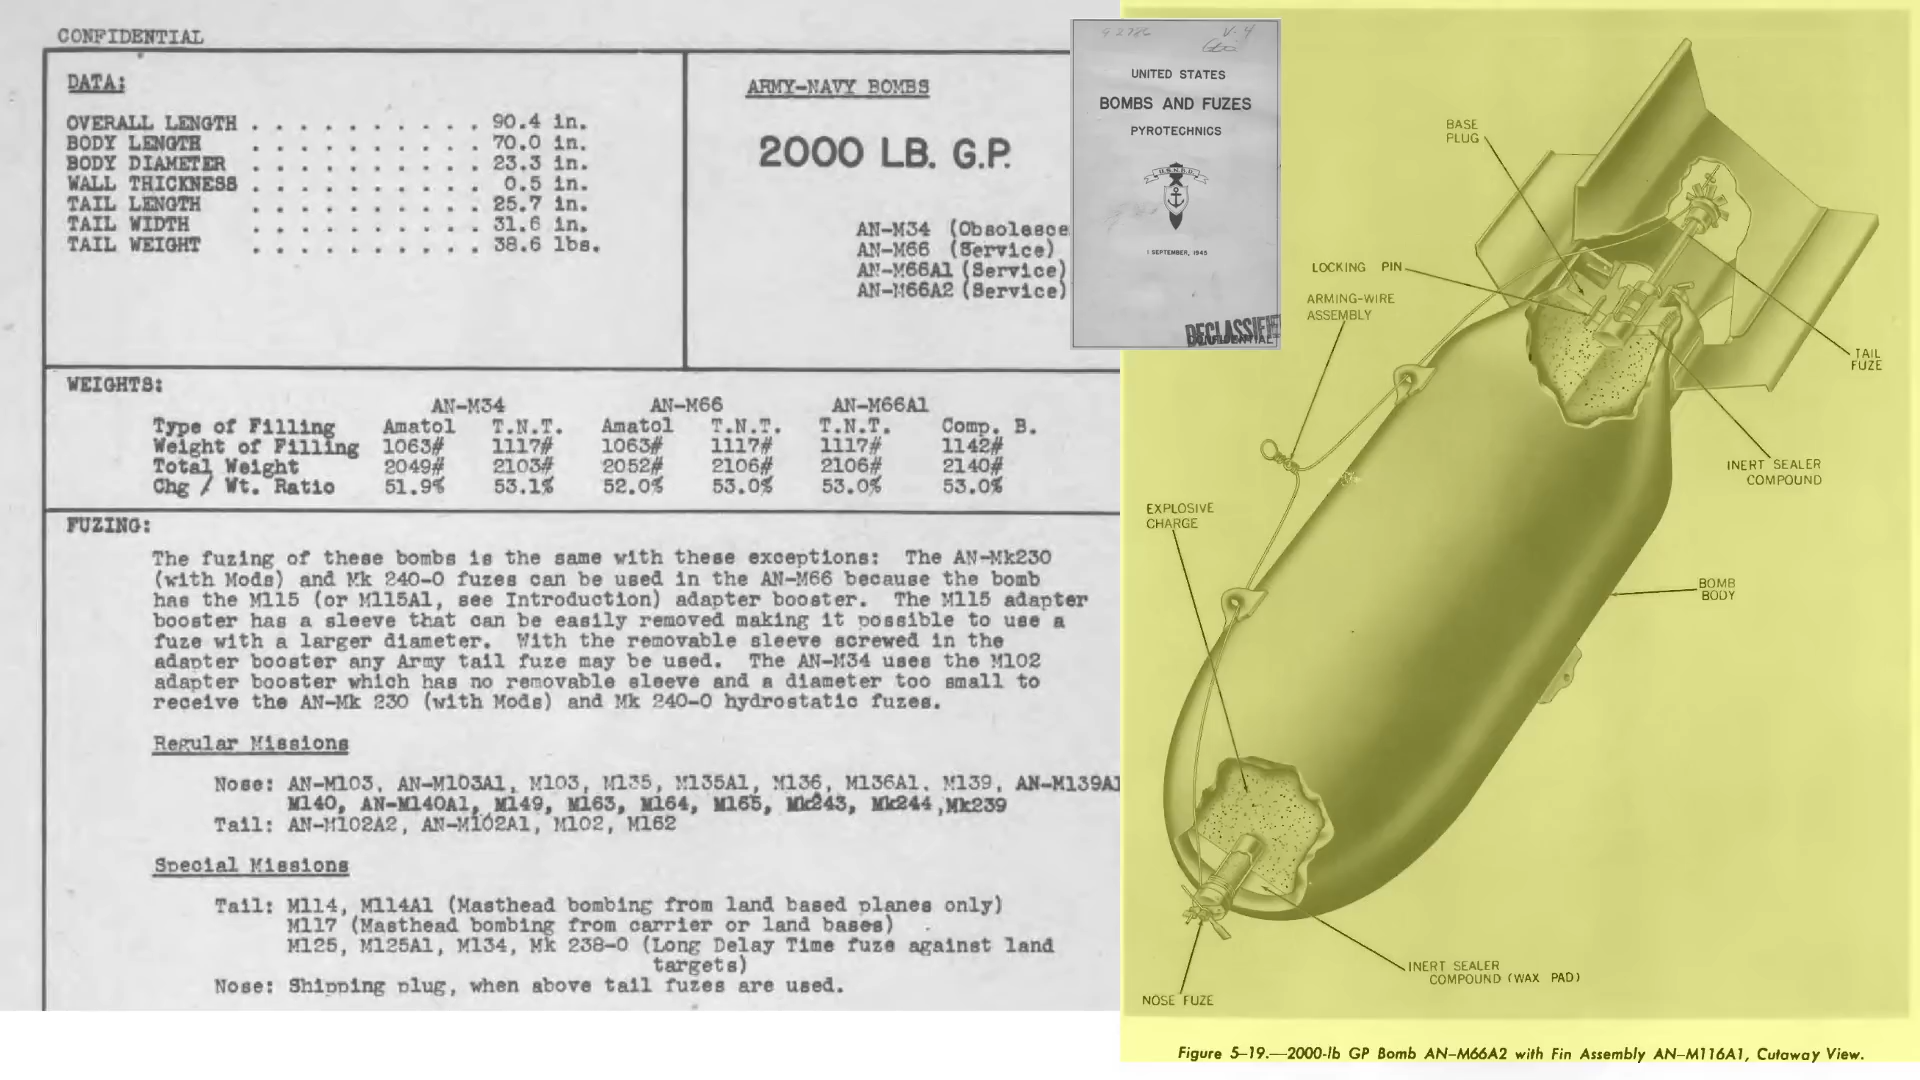 CONFIDENTIAL
DATA:
OVERALL LENGTH . . . . . . . . . . 90.4 in.
BODY LENGTH . . . . . . . . . . 70.0 in.
BODY DIAMETER . . . . . . . . . . 23.3 in.
WALL THICKNESS . . . . . . . . . . 0.5 in.
TAIL LENGTH . . . . . . . . . . 25.7 in.
TAIL WIDTH . . . . . . . . . . 31.6 in.
TAIL WEIGHT . . . . . . . . . . 38.6 lbs.
ARMY-NAVY BOMBS
2000 LB. G.P.
AN-M34 (Obsolesce
AN-M66 (Service)
AN-M66A1 (Service)
AN-M66A2 (Service)
UNITED STATES
BOMBS AND FUZES
PYROTECHNICS
U.S.N.B.D.
1 SEPTEMBER, 1945
DECLASSIFIE
WEIGHTS:
AN-M34 AN-M66 AN-M66A1
Type of Filling Amatol T.N.T. Amatol T.N.T. T.N.T. Comp. B.
Weight of Filling 1063# 1117# 1063# 1117# 1117# 1142#
Total Weight 2049# 2103# 2052# 2106# 2106# 2140#
Chg / Wt. Ratio 51.9% 53.1% 52.0% 53.0% 53.0% 53.0%
FUZING:
The fuzing of these bombs is the same with these exceptions: The AN-Mk230
(with Mods) and Mk 240-0 fuzes can be used in the AN-M66 because the bomb
has the M115 (or M115A1, see Introduction) adapter booster. The M115 adapter
booster has a sleeve that can be easily removed making it possible to use a
fuze with a larger diameter. With the removable sleeve screwed in the
adapter booster any Army tail fuze may be used. The AN-M34 uses the M102
adapter booster which has no removable sleeve and a diameter too small to
receive the AN-Mk 230 (with Mods) and Mk 240-0 hydrostatic fuzes.
Regular Missions
Nose: AN-M103, AN-M103A1, M103, M135, M135A1, M136, M136A1, M139, AN-M139A1
M140, AN-M140A1, M149, M163, M164, M165, Mk243, Mk244,Mk239
Tail: AN-M102A2, AN-M102A1, M102, M162
Special Missions
Tail: M114, M114A1 (Masthead bombing from land based planes only)
M117 (Masthead bombing from carrier or land bases)
M125, M125A1, M134, Mk 238-0 (Long Delay Time fuze against land
targets)
Nose: Shipping plug, when above tail fuzes are used.
BASE
PLUG
LOCKING PIN
ARMING-WIRE
ASSEMBLY
TAIL
FUZE
INERT SEALER
COMPOUND
EXPLOSIVE
CHARGE
BOMB
BODY
INERT SEALER
COMPOUND (WAX PAD)
NOSE FUZE
Figure 5-19.—2000-lb GP Bomb AN-M66A2 with Fin Assembly AN-M116A1, Cutaway View.